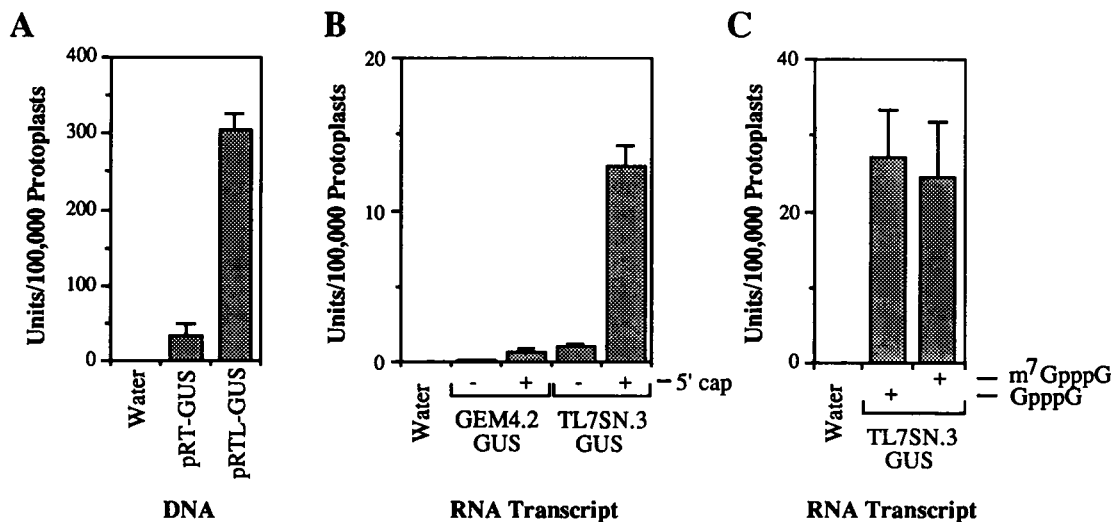 A
Units/100,000 Protoplasts
400
300
200
100
0
Water
pRT-GUS
pRTL-GUS
DNA
B
Units/100,000 Protoplasts
20
10
0
Water
- + - + 5' cap
GEM4.2 TL7SN.3
GUS GUS
RNA Transcript
C
Units/100,000 Protoplasts
40
20
0
Water
+ m7GpppG
+ GpppG
TL7SN.3
GUS
RNA Transcript